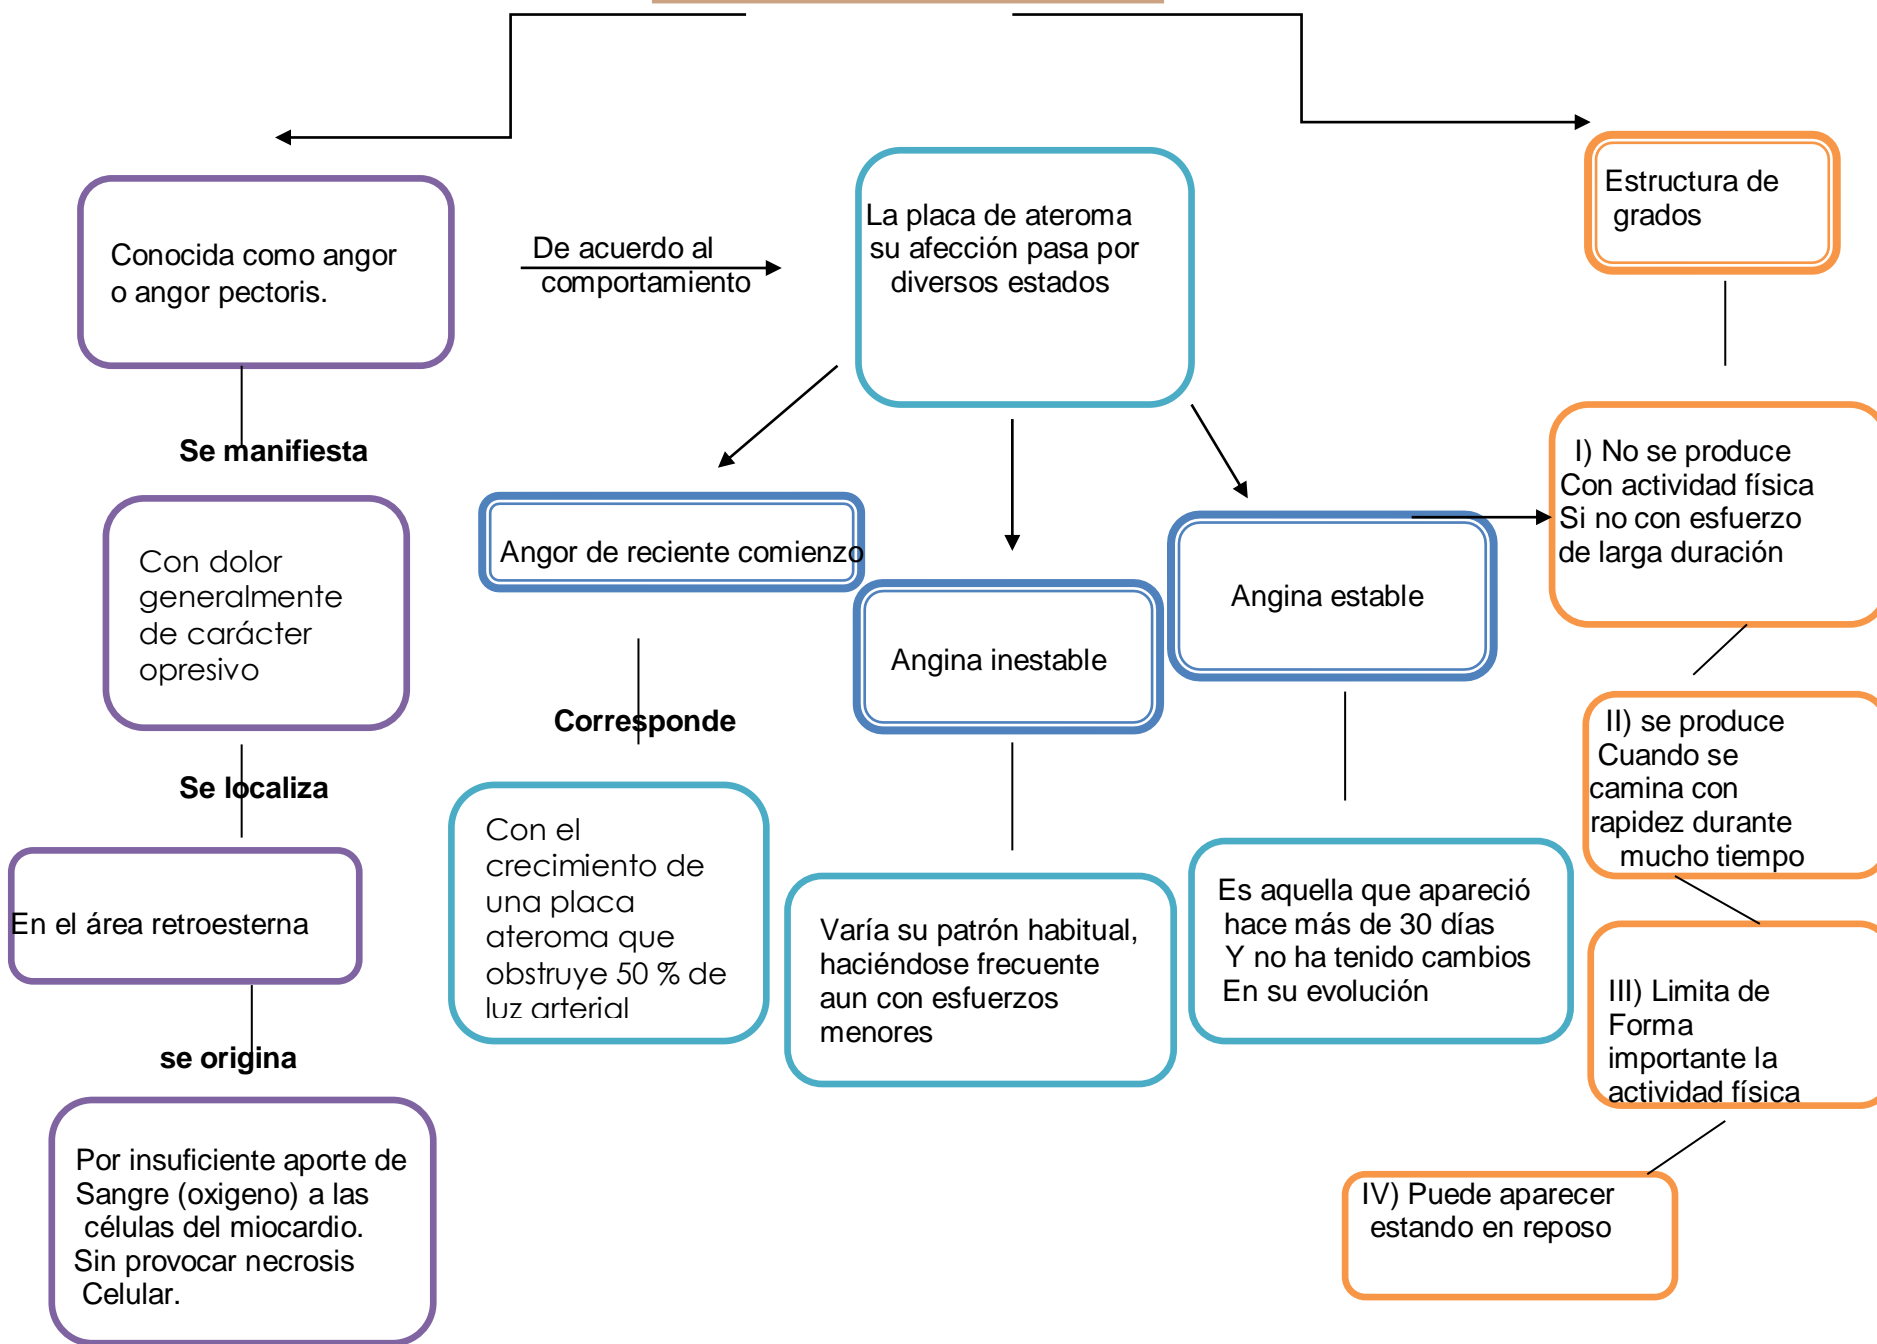 Conocida como angor
o angor pectoris.
De acuerdo al
comportamiento
La placa de ateroma
su afección pasa por
diversos estados
Estructura de
grados
Se manifiesta
Con dolor
generalmente
de carácter
opresivo
Se localiza
En el área retroesterna
se origina
Por insuficiente aporte de
Sangre (oxigeno) a las
células del miocardio.
Sin provocar necrosis
Celular.
Angor de reciente comienzo
Corresponde
Con el
crecimiento de
una placa
ateroma que
obstruye 50 % de
luz arterial
Angina inestable
Varía su patrón habitual,
haciéndose frecuente
aun con esfuerzos
menores
Angina estable
Es aquella que apareció
hace más de 30 días
Y no ha tenido cambios
En su evolución
I) No se produce
Con actividad física
Si no con esfuerzo
de larga duración
II) se produce
Cuando se
camina con
rapidez durante
mucho tiempo
III) Limita de
Forma
importante la
actividad física
IV) Puede aparecer
estando en reposo